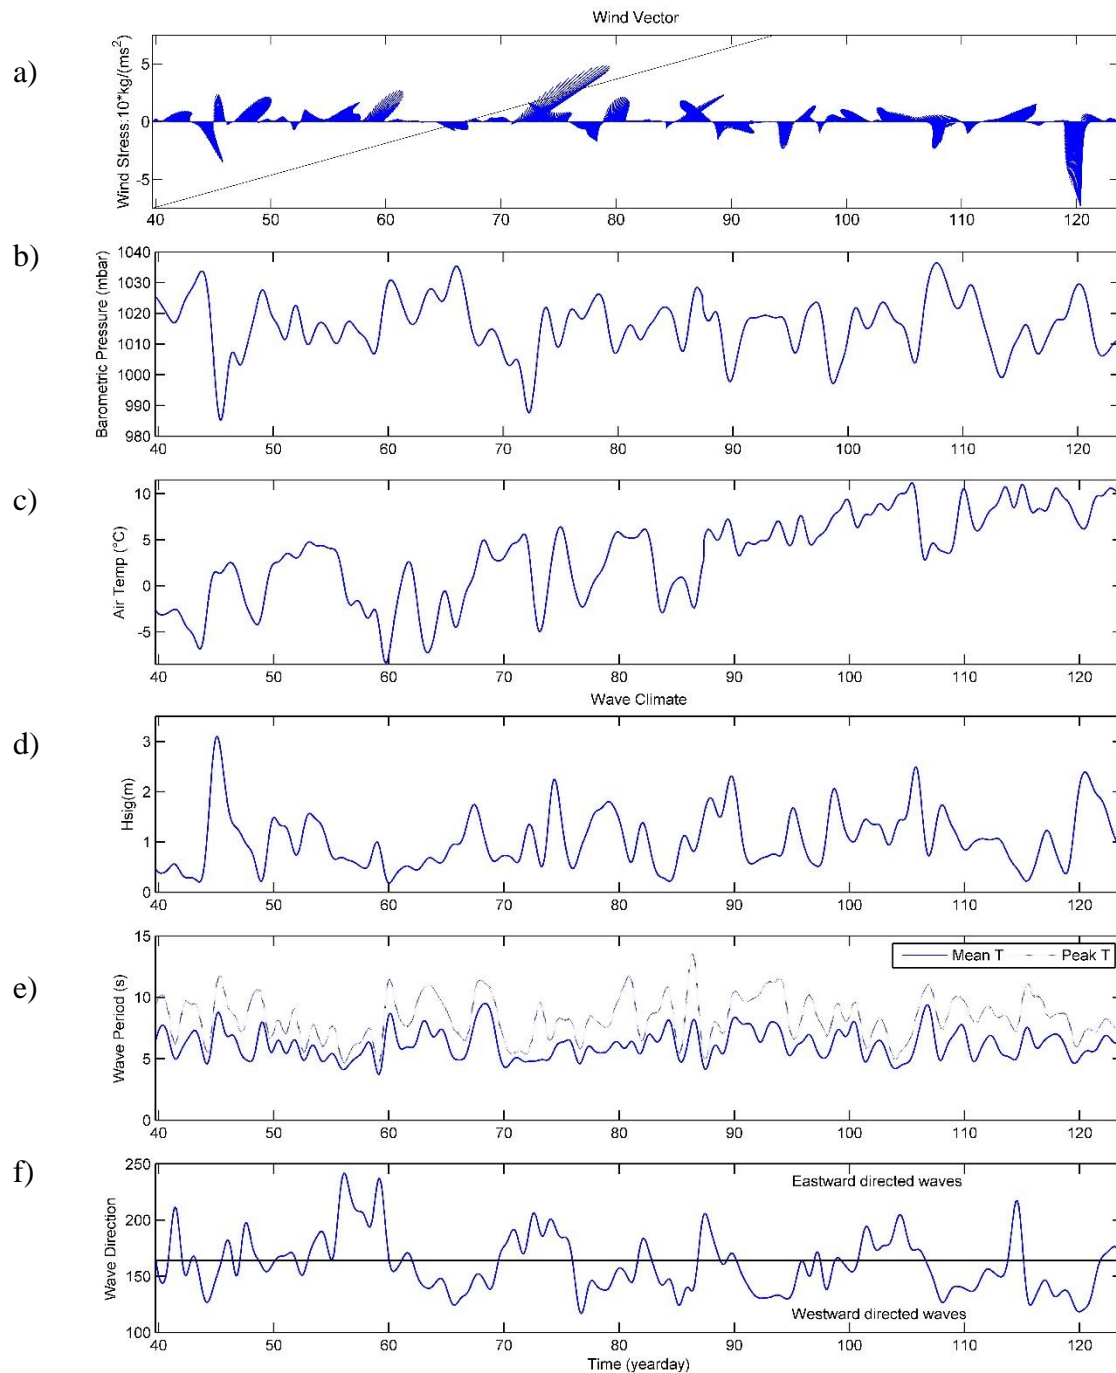 Wind Vector
a)
Wind Stress:10*kg/(ms²)
5
0
-5
40 50 60 70 80 90 100 110 120
b)
Barometric Pressure (mbar)
1040
1030
1020
1010
1000
990
980
40 50 60 70 80 90 100 110 120
c)
Air Temp (°C)
10
5
0
-5
40 50 60 70 80 90 100 110 120
Wave Climate
d)
Hsig(m)
3
2
1
0
40 50 60 70 80 90 100 110 120
e)
Wave Period (s)
15
10
5
0
Mean T Peak T
40 50 60 70 80 90 100 110 120
f)
Wave Direction
250
200
150
100
Eastward directed waves
Westward directed waves
40 50 60 70 80 90 100 110 120
Time (yearday)